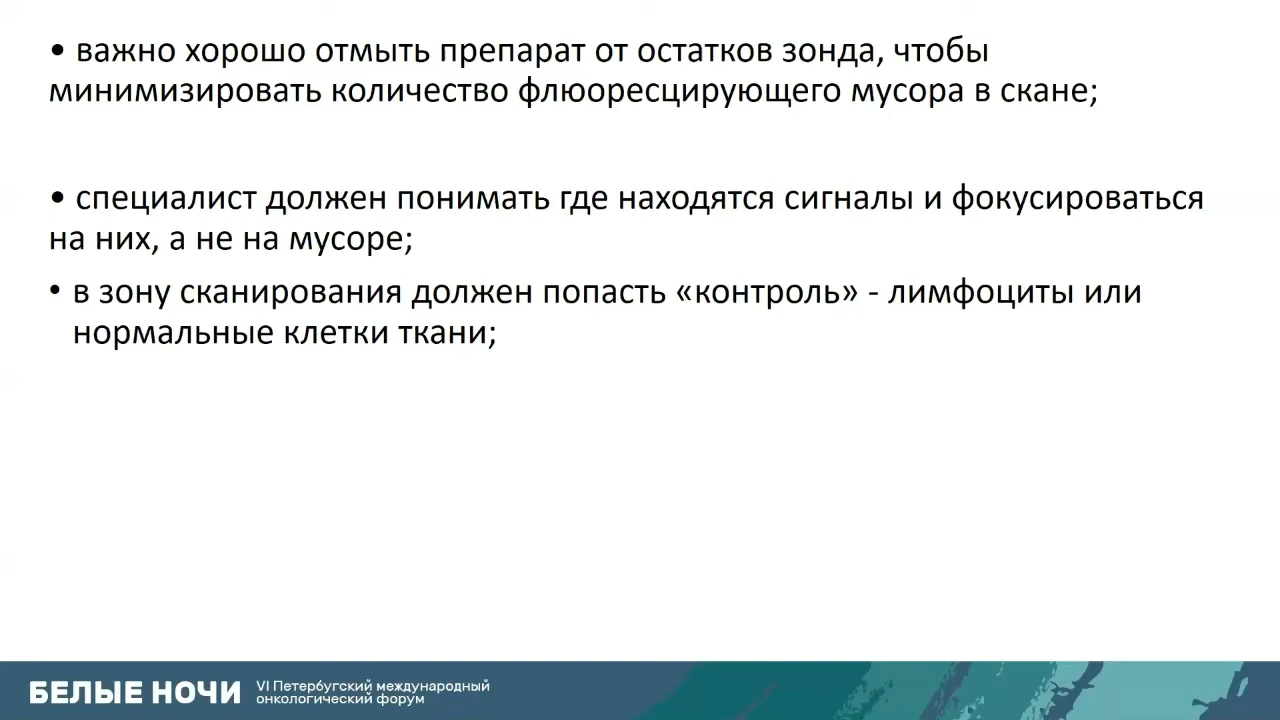 • важно хорошо отмыть препарат от остатков зонда, чтобы
минимизировать количество флюоресцирующего мусора в скане;
• специалист должен понимать где находятся сигналы и фокусироваться
на них, а не на мусоре;
• в зону сканирования должен попасть «контроль» - лимфоциты или
нормальные клетки ткани;
БЕЛЫЕ НОЧИ
VI Петербугский международный
онкологический форум